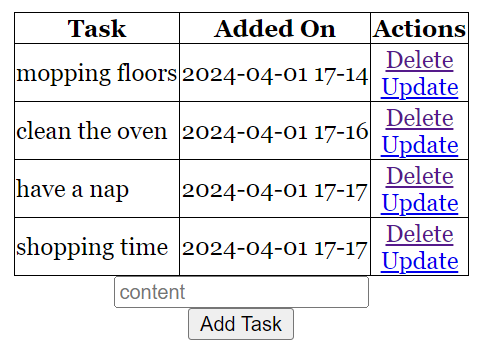 Task Added On Actions
mopping floors 2024-04-01 17-14 Delete
Update
clean the oven 2024-04-01 17-16 Delete
Update
have a nap 2024-04-01 17-17 Delete
Update
shopping time 2024-04-01 17-17 Delete
Update
content
Add Task